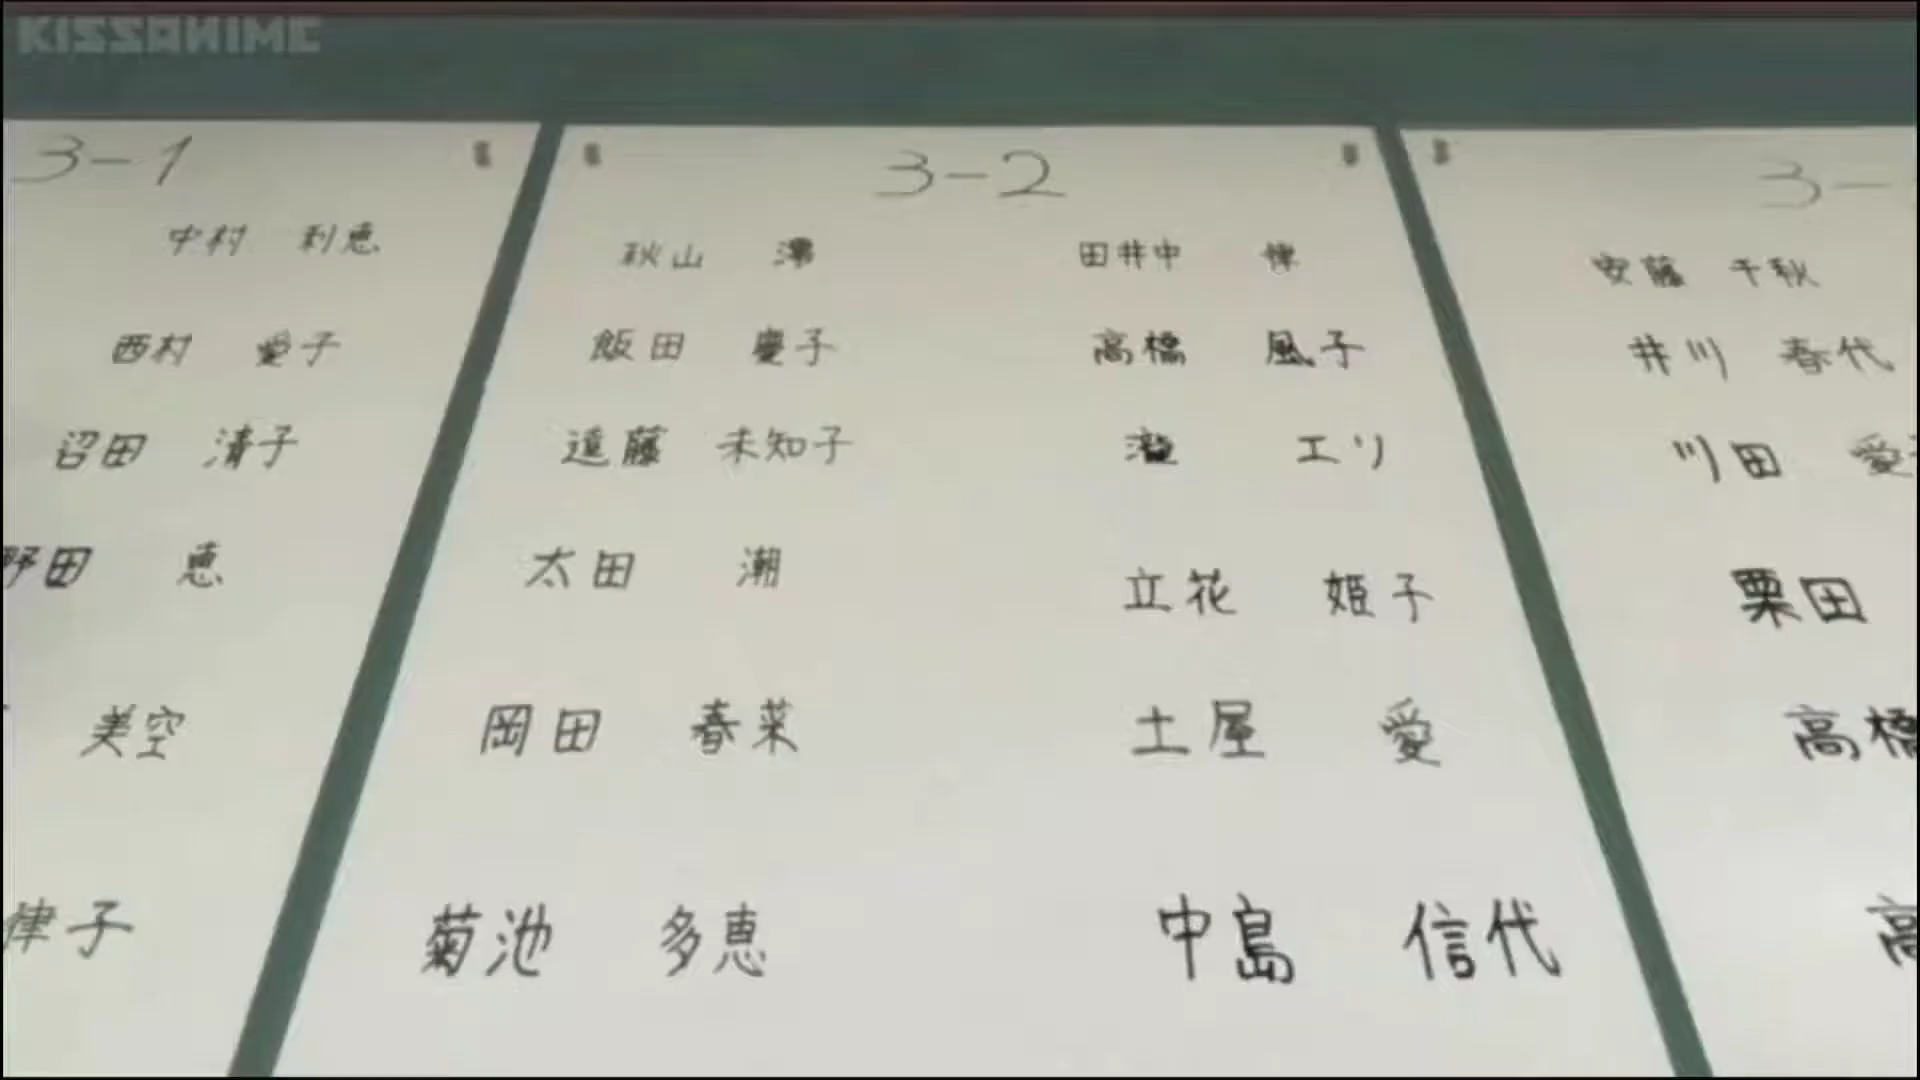 KISSANIME
3-1
中村 利恵
西村 愛子
沼田 清子
野田 恵
美空
律子
3-2
秋山 澪
飯田 慶子
遠藤 未知子
太田 潮
岡田 春菜
菊池 多恵
田井中 律
高橋 風子
瀧 エリ
立花 姫子
土屋 愛
中島 信代
3-
安藤 千秋
井川 春代
川田 愛
栗田
高橋
高